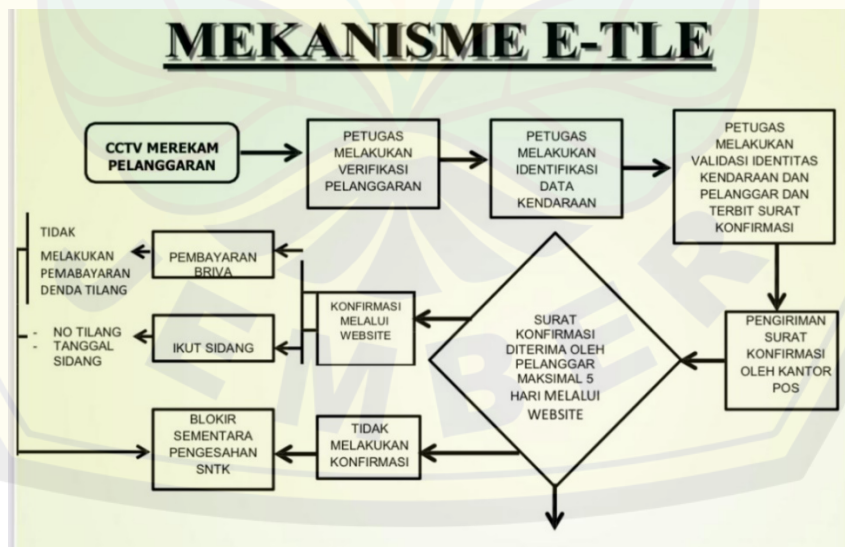 MEKANISME E-TLE
CCTV MEREKAM
PELANGGARAN
PETUGAS
MELAKUKAN
VERIFIKASI
PELANGGARAN
PETUGAS
MELAKUKAN
IDENTIFIKASI
DATA
KENDARAAN
PETUGAS
MELAKUKAN
VALIDASI IDENTITAS
KENDARAAN DAN
PELANGGAR DAN
TERBIT SURAT
KONFIRMASI
PENGIRIMAN
SURAT
KONFIRMASI
OLEH KANTOR
POS
SURAT
KONFIRMASI
DITERIMA OLEH
PELANGGAR
MAKSIMAL 5
HARI MELALUI
WEBSITE
KONFIRMASI
MELALUI
WEBSITE
PEMBAYARAN
BRIVA
TIDAK
MELAKUKAN
PEMABAYARAN
DENDA TILANG
IKUT SIDANG
- NO TILANG
- TANGGAL
SIDANG
TIDAK
MELAKUKAN
KONFIRMASI
BLOKIR
SEMENTARA
PENGESAHAN
SNTK
JEMBER